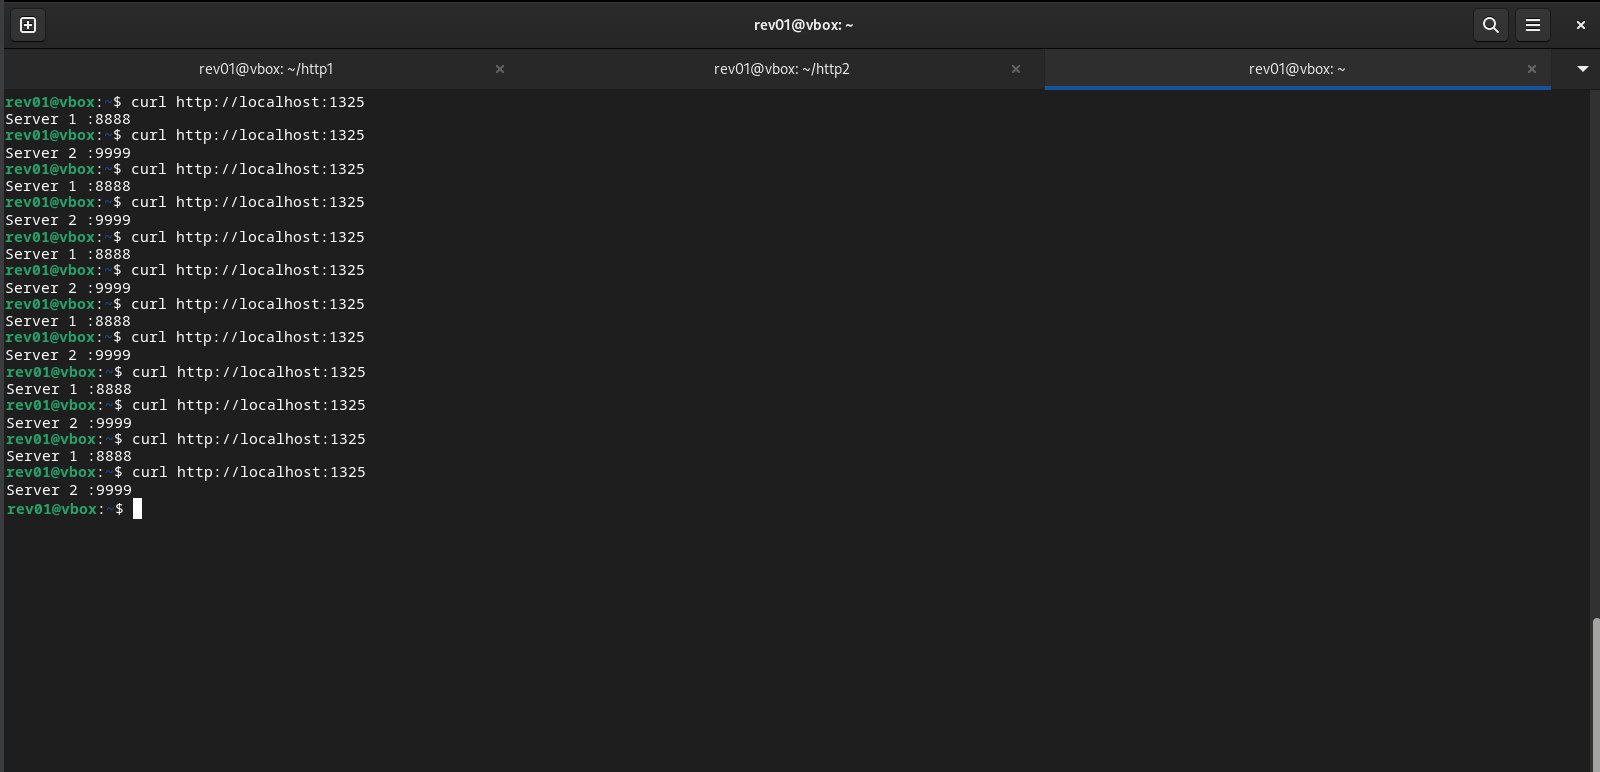 rev01@vbox: ~
rev01@vbox: ~/http1
rev01@vbox: ~/http2
rev01@vbox: ~
rev01@vbox:~$ curl http://localhost:1325
Server 1 :8888
rev01@vbox:~$ curl http://localhost:1325
Server 2 :9999
rev01@vbox:~$ curl http://localhost:1325
Server 1 :8888
rev01@vbox:~$ curl http://localhost:1325
Server 2 :9999
rev01@vbox:~$ curl http://localhost:1325
Server 1 :8888
rev01@vbox:~$ curl http://localhost:1325
Server 2 :9999
rev01@vbox:~$ curl http://localhost:1325
Server 1 :8888
rev01@vbox:~$ curl http://localhost:1325
Server 2 :9999
rev01@vbox:~$ curl http://localhost:1325
Server 1 :8888
rev01@vbox:~$ curl http://localhost:1325
Server 2 :9999
rev01@vbox:~$ curl http://localhost:1325
Server 1 :8888
rev01@vbox:~$ curl http://localhost:1325
Server 2 :9999
rev01@vbox:~$